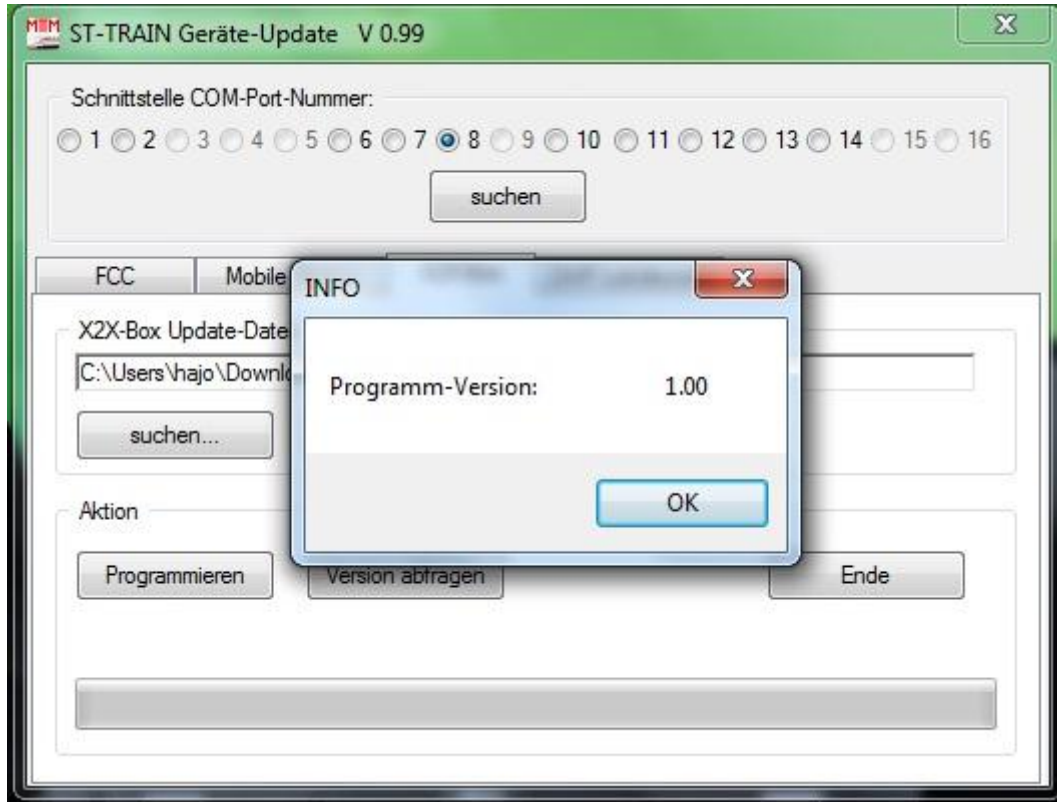 MTTM ST-TRAIN Geräte-Update V 0.99
Schnittstelle COM-Port-Nummer:
1 2 3 4 5 6 7 8 9 10 11 12 13 14 15 16
suchen
FCC Mobile
INFO
X2X-Box Update-Date
C:\Users\hajo\Downl
Programm-Version: 1.00
suchen...
OK
Aktion
Programmieren Version abfragen Ende